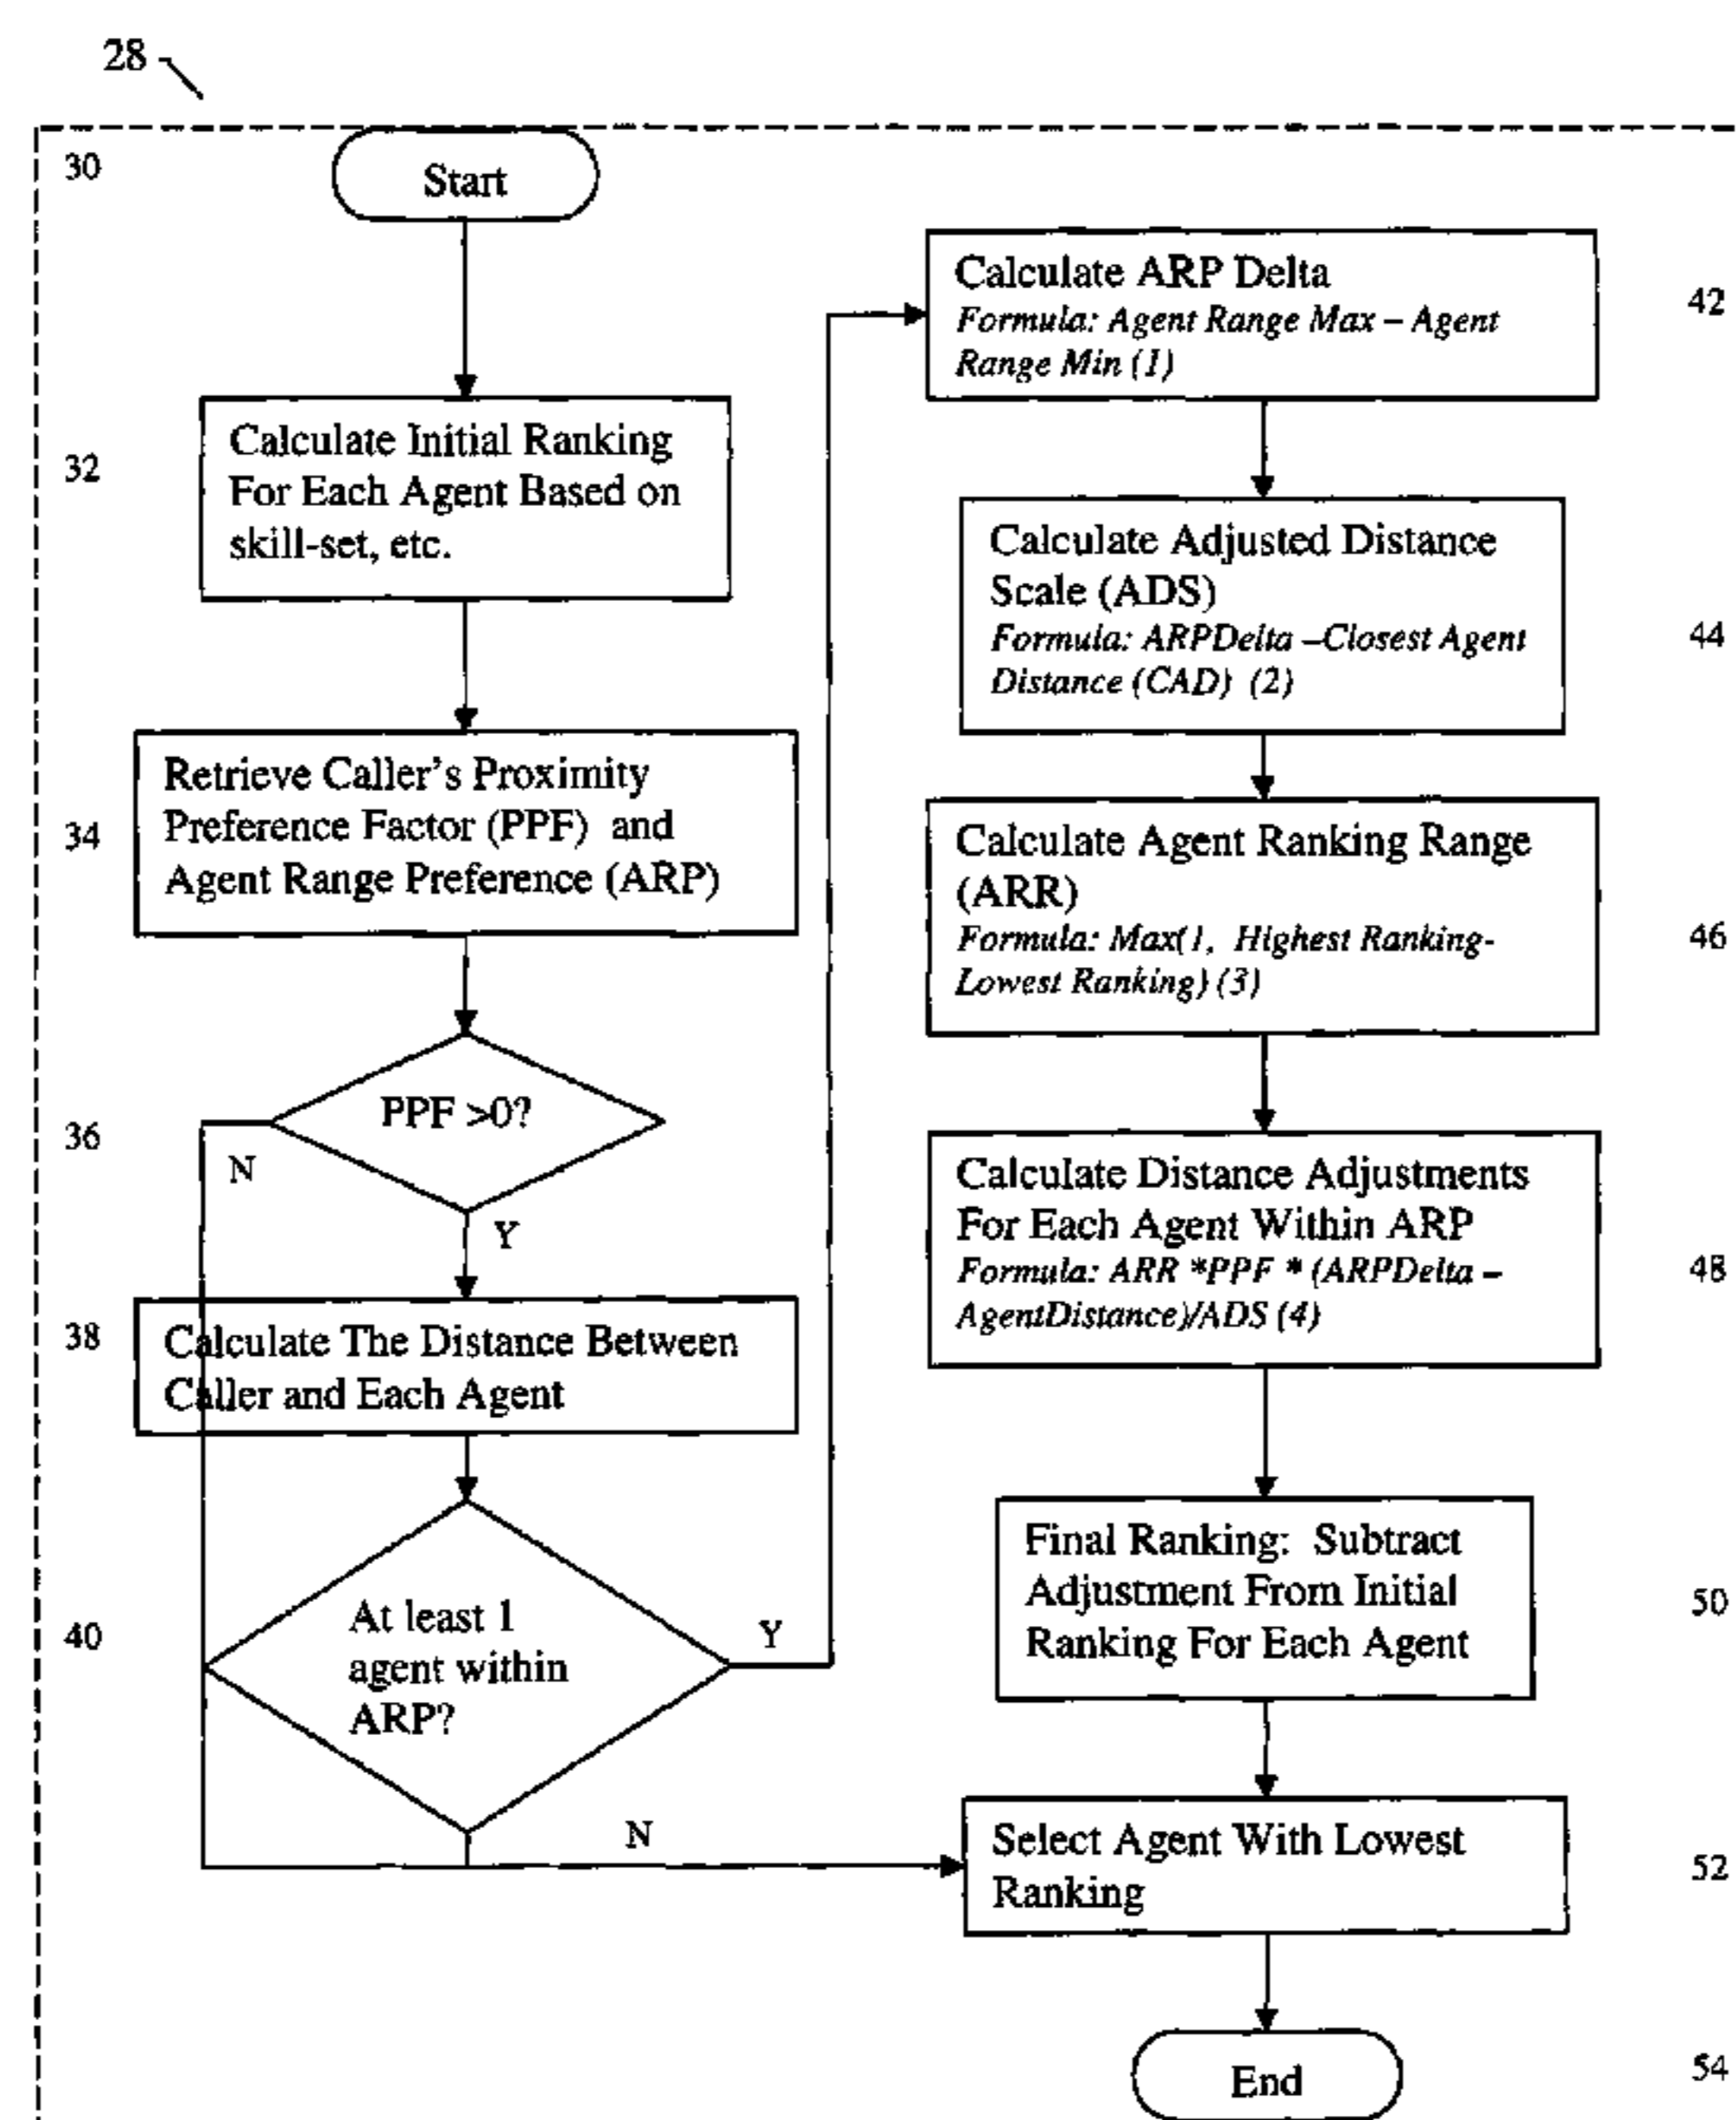 28
30
Start
32
Calculate Initial Ranking
For Each Agent Based on
skill-set, etc.
34
Retrieve Caller's Proximity
Preference Factor (PPF) and
Agent Range Preference (ARP)
36
PPF >0?
N
Y
38
Calculate The Distance Between
Caller and Each Agent
40
At least 1
agent within
ARP?
Y
N
Calculate ARP Delta
Formula: Agent Range Max – Agent
Range Min (1)
42
Calculate Adjusted Distance
Scale (ADS)
Formula: ARPDelta –Closest Agent
Distance (CAD) (2)
44
Calculate Agent Ranking Range
(ARR)
Formula: Max(1, Highest Ranking-
Lowest Ranking) (3)
46
Calculate Distance Adjustments
For Each Agent Within ARP
Formula: ARR *PPF * (ARPDelta –
AgentDistance)/ADS (4)
48
Final Ranking: Subtract
Adjustment From Initial
Ranking For Each Agent
50
Select Agent With Lowest
Ranking
52
End
54